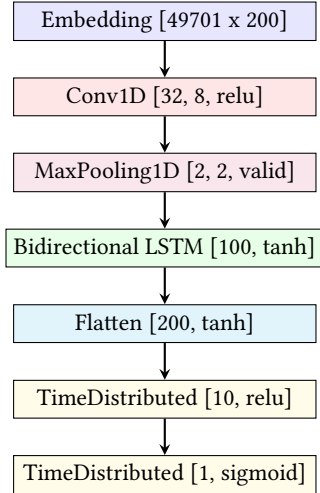 Embedding [49701 x 200]
Conv1D [32, 8, relu]
MaxPooling1D [2, 2, valid]
Bidirectional LSTM [100, tanh]
Flatten [200, tanh]
TimeDistributed [10, relu]
TimeDistributed [1, sigmoid]